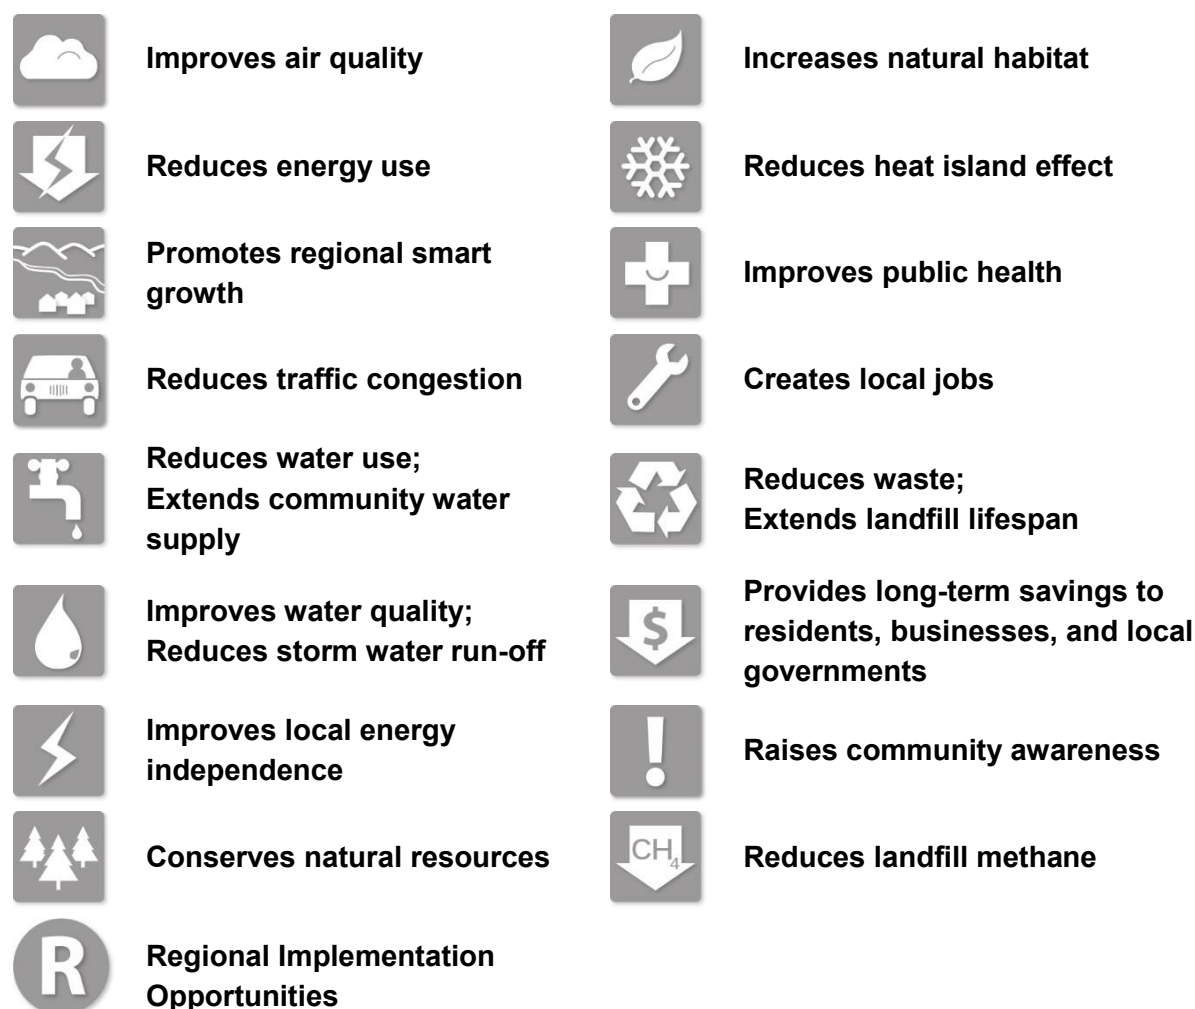 Improves air quality
Increases natural habitat
Reduces energy use
Reduces heat island effect
Promotes regional smart
growth
Improves public health
Reduces traffic congestion
Creates local jobs
Reduces water use;
Extends community water
supply
Reduces waste;
Extends landfill lifespan
Improves water quality;
Reduces storm water run-off
$
Provides long-term savings to
residents, businesses, and local
governments
Improves local energy
independence
!
Raises community awareness
Conserves natural resources
CH4
Reduces landfill methane
R
Regional Implementation
Opportunities